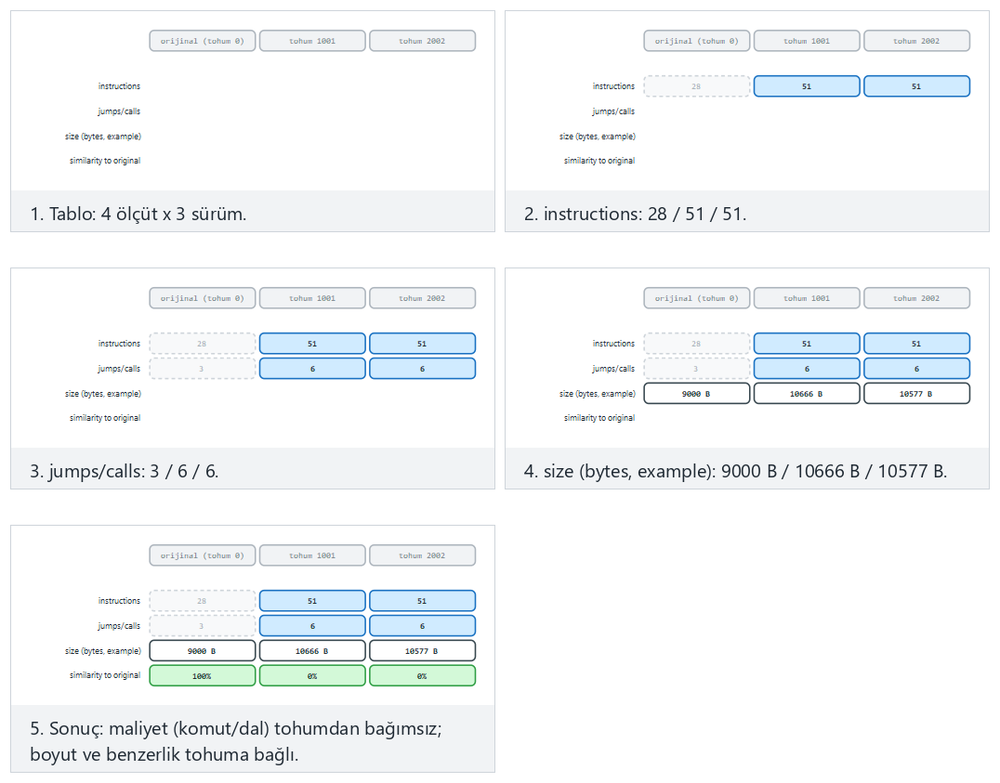 orijinal (tohum 0) tohum 1001 tohum 2002
instructions
jumps/calls
size (bytes, example)
similarity to original
1. Tablo: 4 ölçüt x 3 sürüm.
orijinal (tohum 0) tohum 1001 tohum 2002
instructions 28 51 51
jumps/calls
size (bytes, example)
similarity to original
2. instructions: 28 / 51 / 51.
orijinal (tohum 0) tohum 1001 tohum 2002
instructions 28 51 51
jumps/calls 3 6 6
size (bytes, example)
similarity to original
3. jumps/calls: 3 / 6 / 6.
orijinal (tohum 0) tohum 1001 tohum 2002
instructions 28 51 51
jumps/calls 3 6 6
size (bytes, example) 9000 B 10666 B 10577 B
similarity to original
4. size (bytes, example): 9000 B / 10666 B / 10577 B.
orijinal (tohum 0) tohum 1001 tohum 2002
instructions 28 51 51
jumps/calls 3 6 6
size (bytes, example) 9000 B 10666 B 10577 B
similarity to original 100% 0% 0%
5. Sonuç: maliyet (komut/dal) tohumdan bağımsız;
boyut ve benzerlik tohuma bağlı.